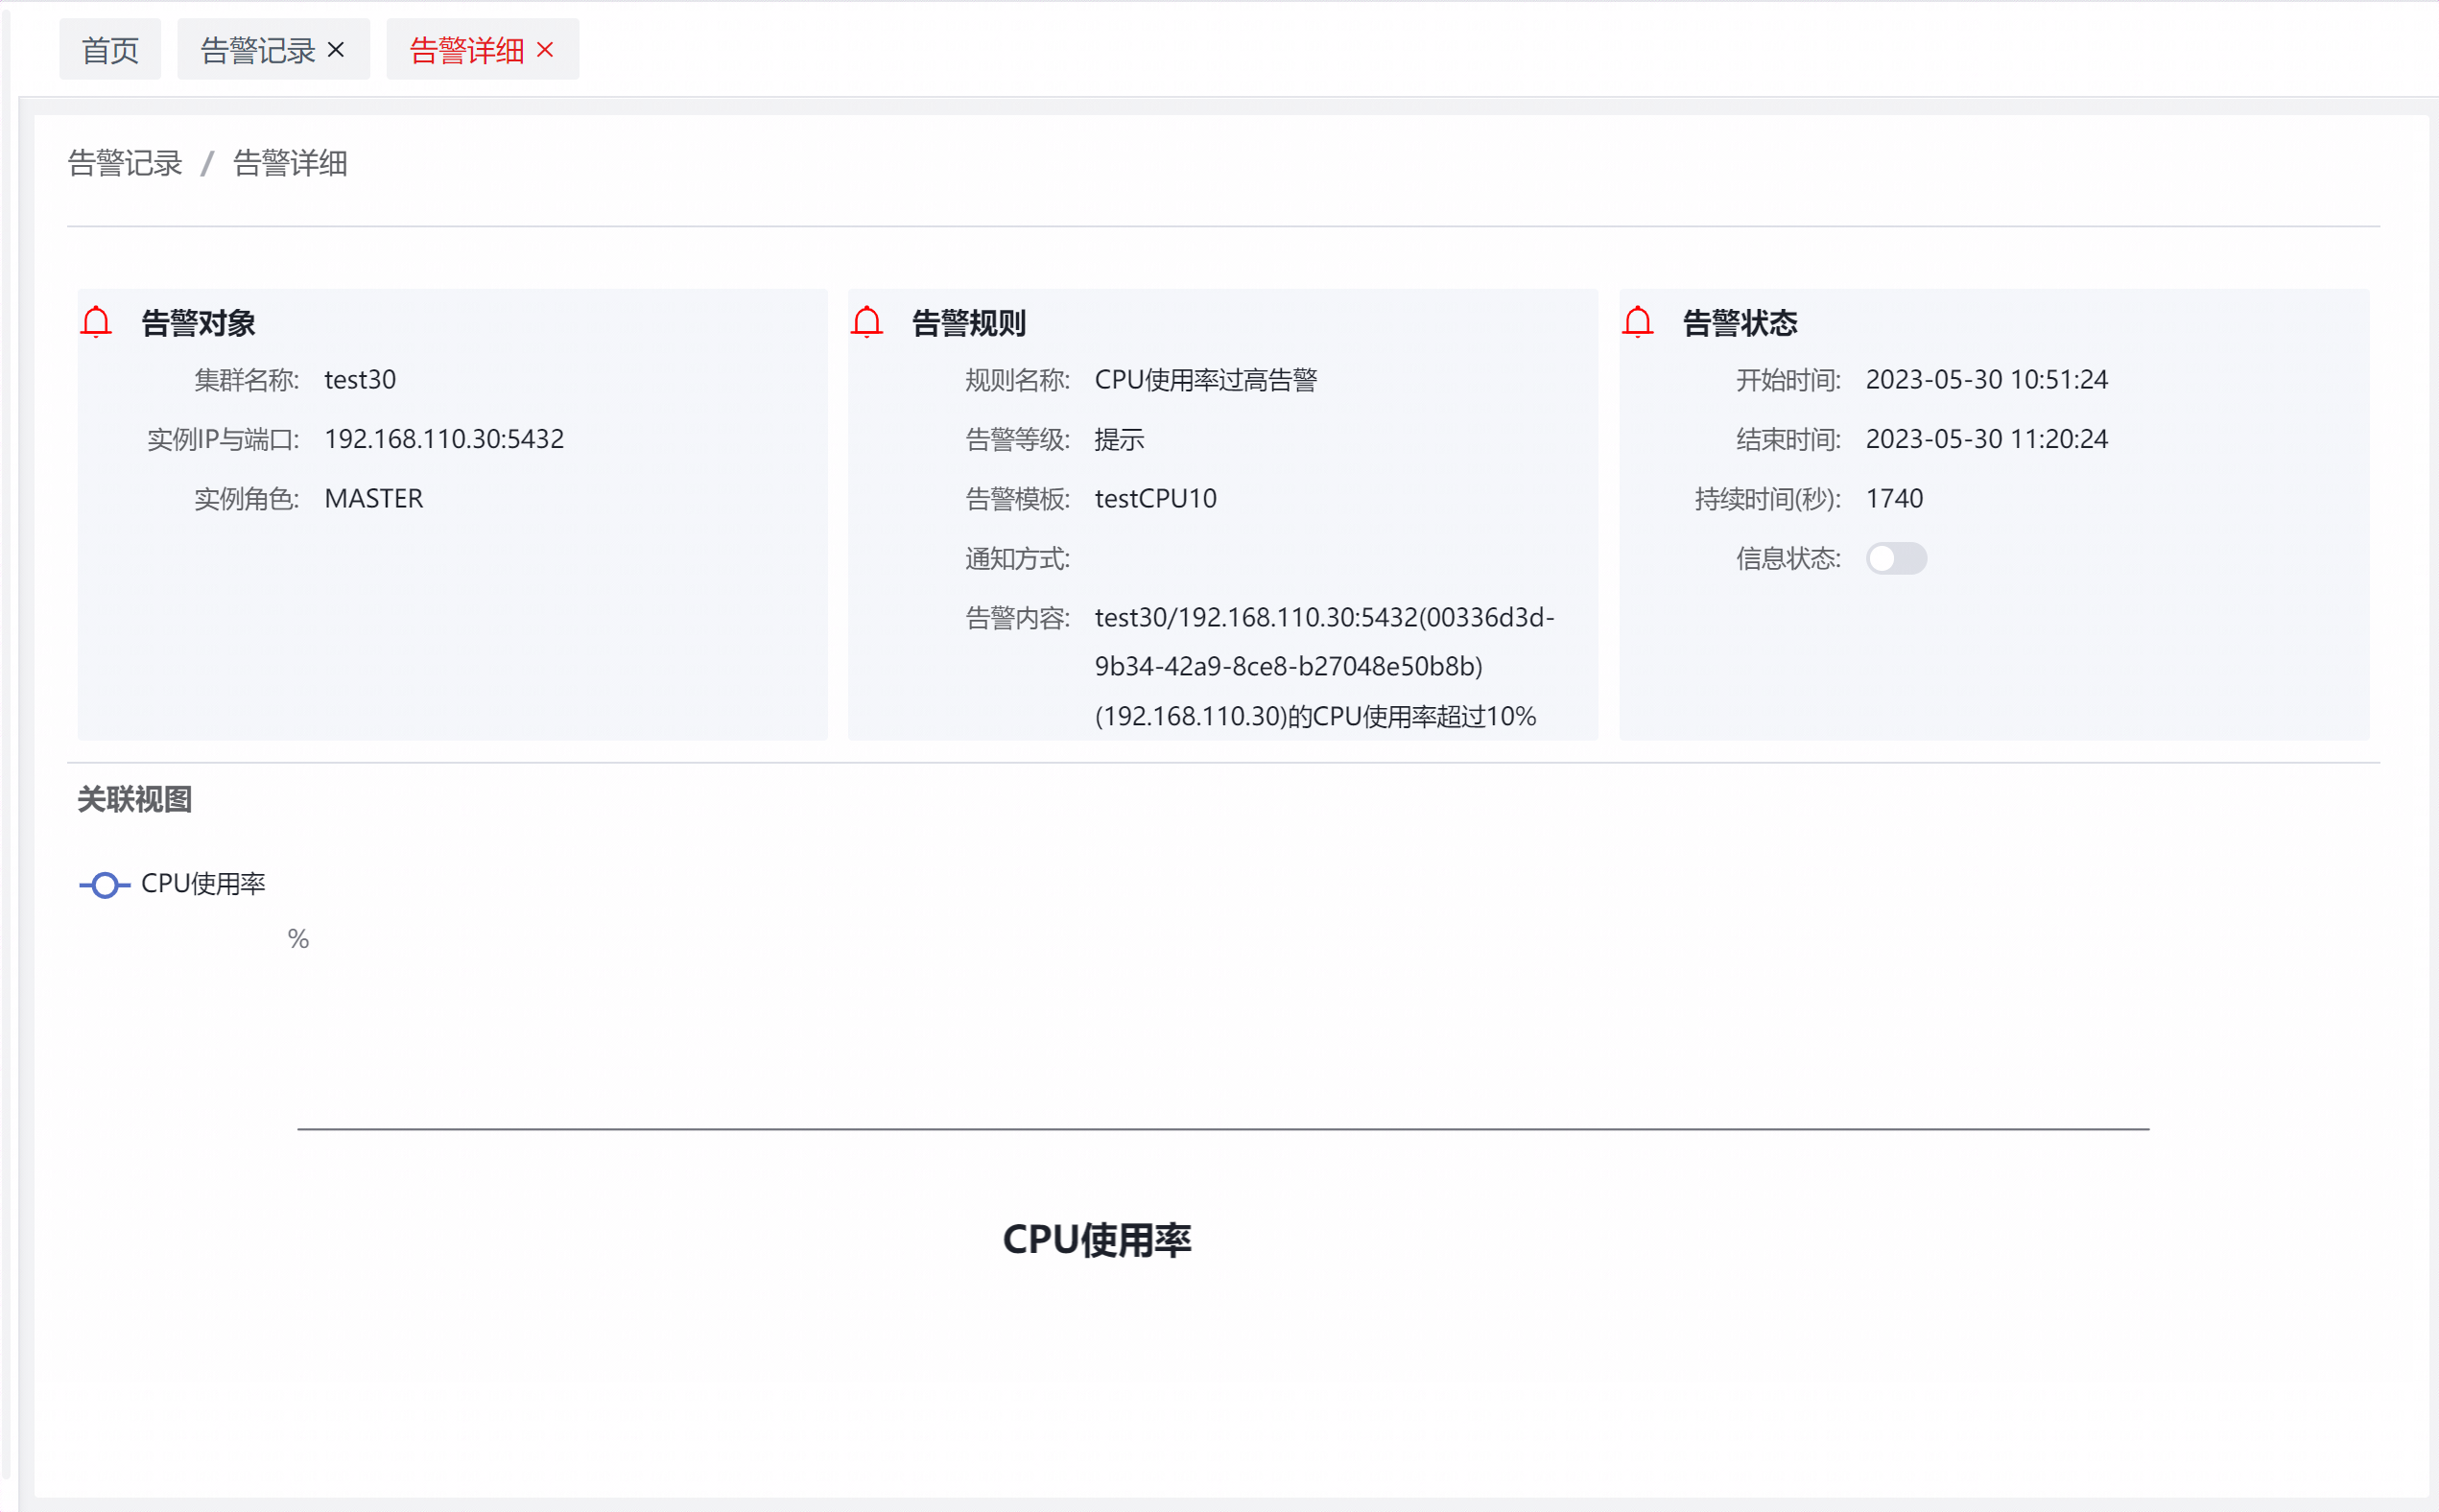 首页 告警记录 × 告警详细 ×
告警记录 / 告警详细
告警对象
集群名称: test30
实例IP与端口: 192.168.110.30:5432
实例角色: MASTER
告警规则
规则名称: CPU使用率过高告警
告警等级: 提示
告警模板: testCPU10
通知方式:
告警内容: test30/192.168.110.30:5432(00336d3d-
9b34-42a9-8ce8-b27048e50b8b)
(192.168.110.30)的CPU使用率超过10%
告警状态
开始时间: 2023-05-30 10:51:24
结束时间: 2023-05-30 11:20:24
持续时间(秒): 1740
信息状态:
关联视图
CPU使用率
%
CPU使用率